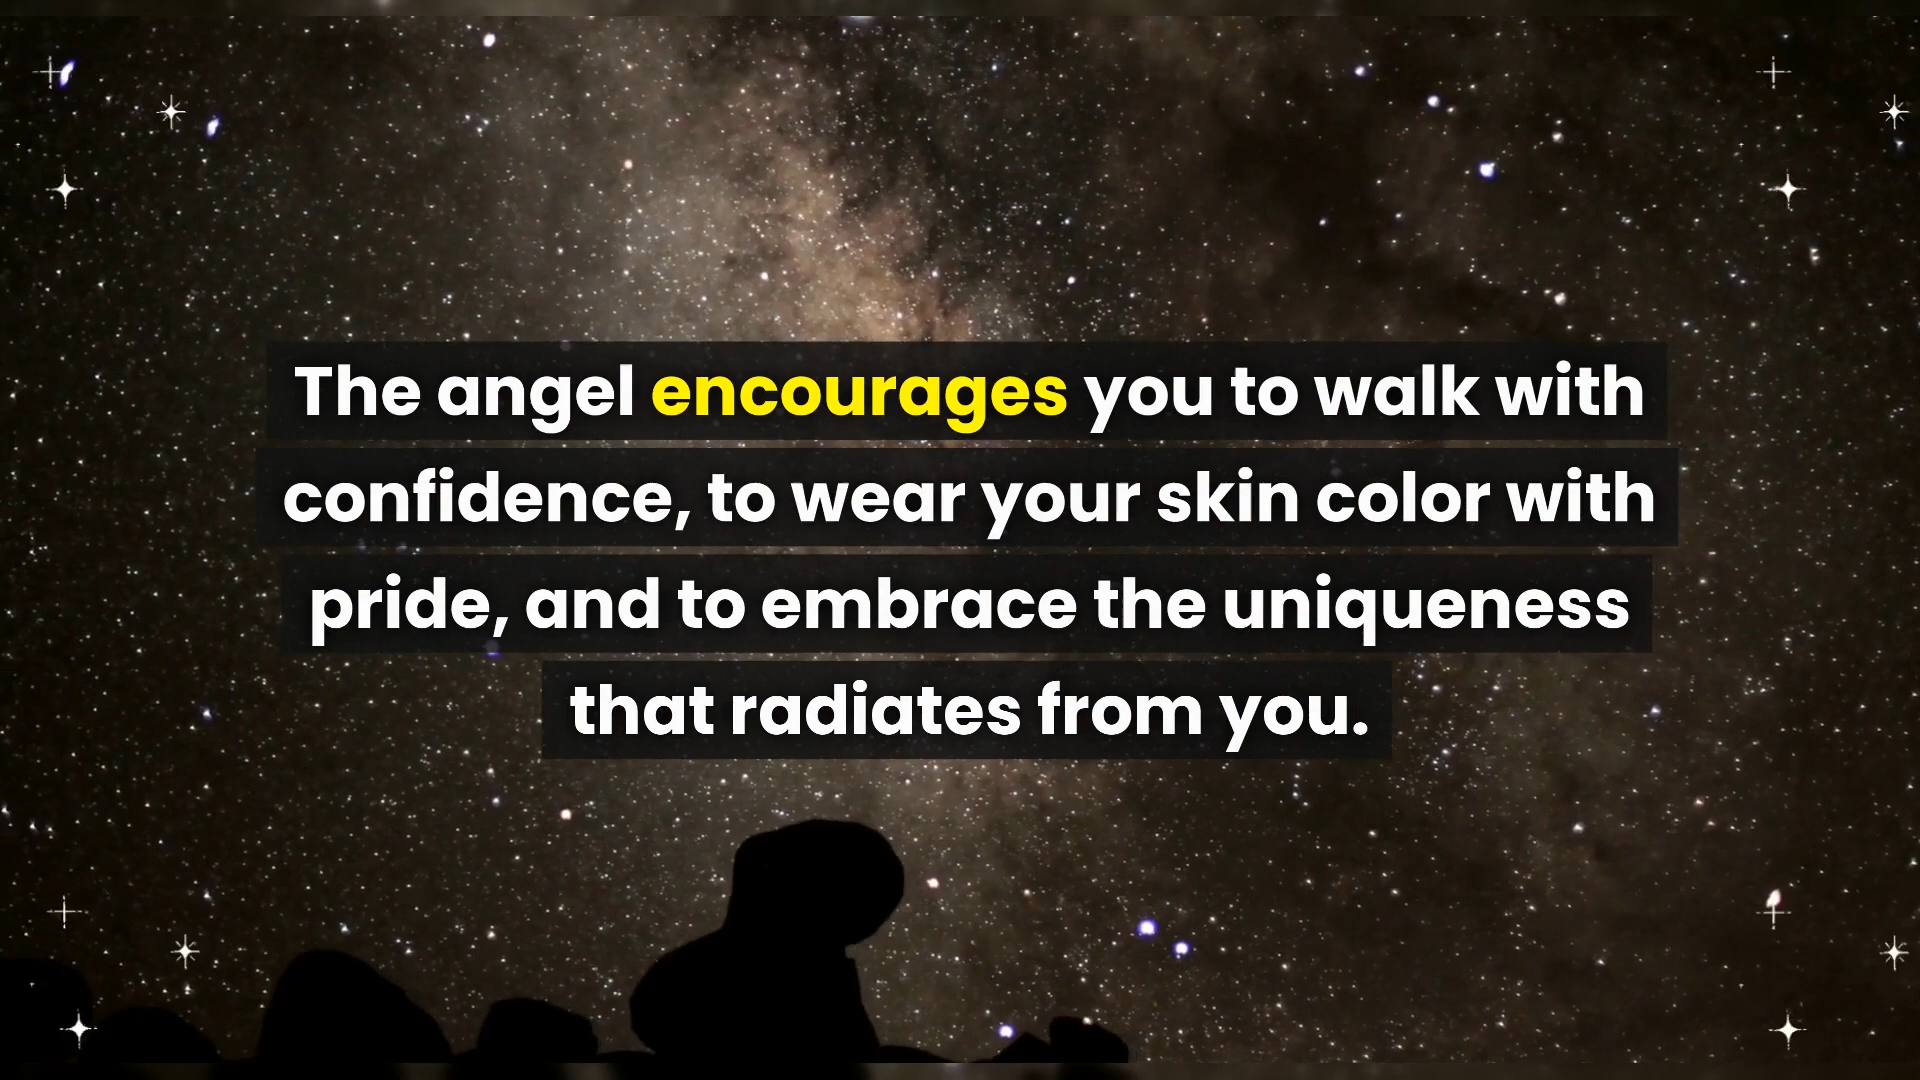 The angel encourages you to walk with
confidence, to wear your skin color with
pride, and to embrace the uniqueness
that radiates from you.